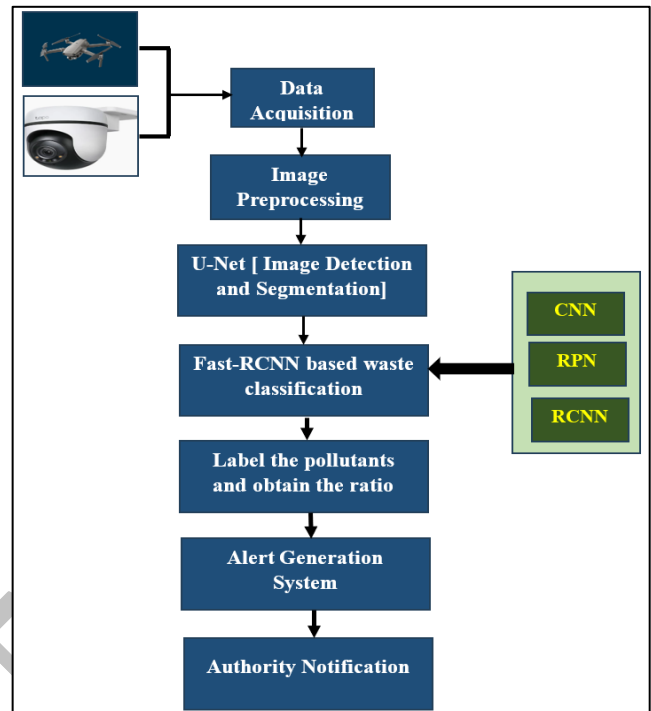 Data
Acquisition
Image
Preprocessing
U-Net [ Image Detection
and Segmentation]
Fast-RCNN based waste
classification
CNN
RPN
RCNN
Label the pollutants
and obtain the ratio
Alert Generation
System
Authority Notification